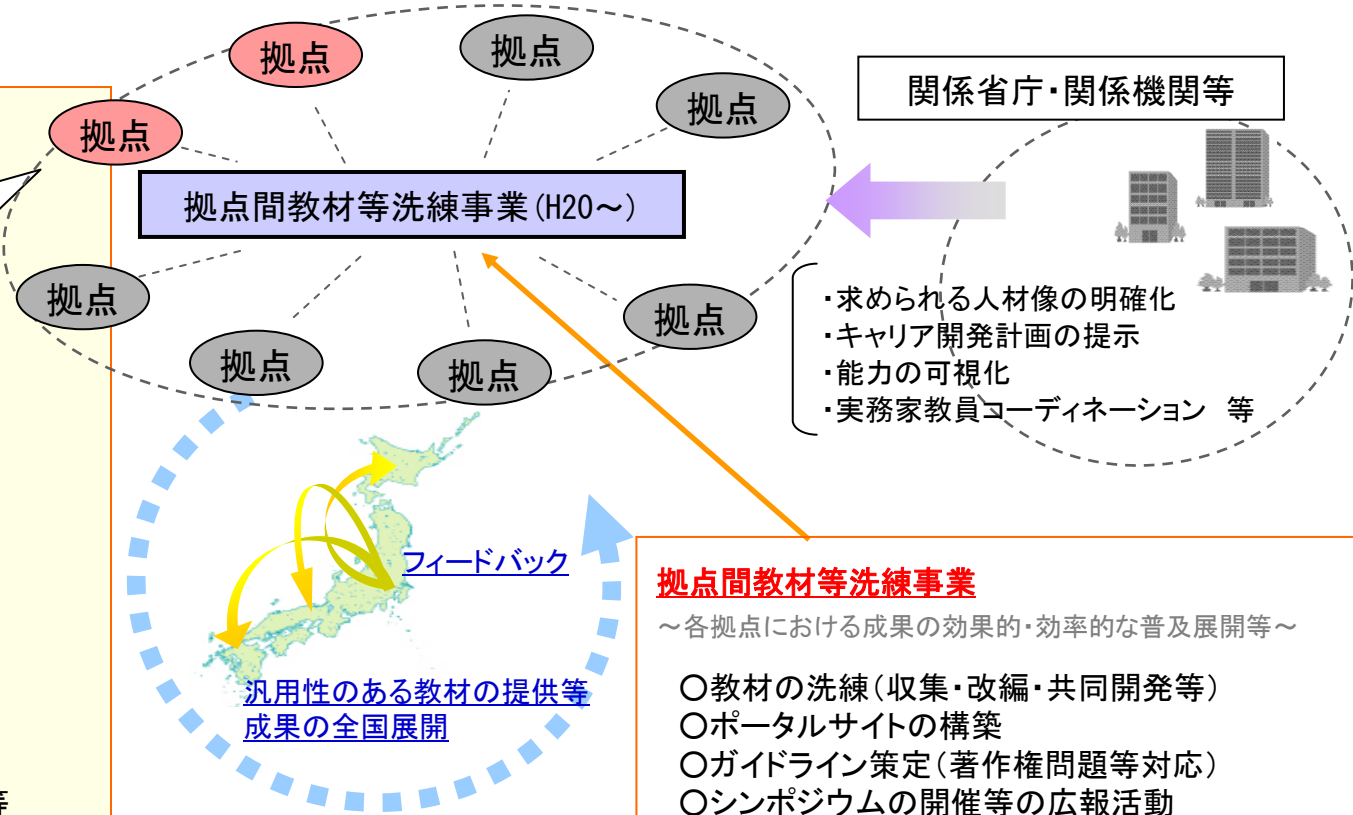 拠点
拠点
拠点
拠点
関係省庁・関係機関等
拠点間教材等洗練事業(H20～)
拠点
拠点
拠点
拠点
・求められる人材像の明確化
・キャリア開発計画の提示
・能力の可視化
・実務家教員コーディネーション 等
フィードバック
汎用性のある教材の提供等
成果の全国展開
拠点間教材等洗練事業
～各拠点における成果の効果的・効率的な普及展開等～
○教材の洗練(収集・改編・共同開発等)
○ポータルサイトの構築
○ガイドライン策定(著作権問題等対応)
○シンポジウムの開催等の広報活動
等